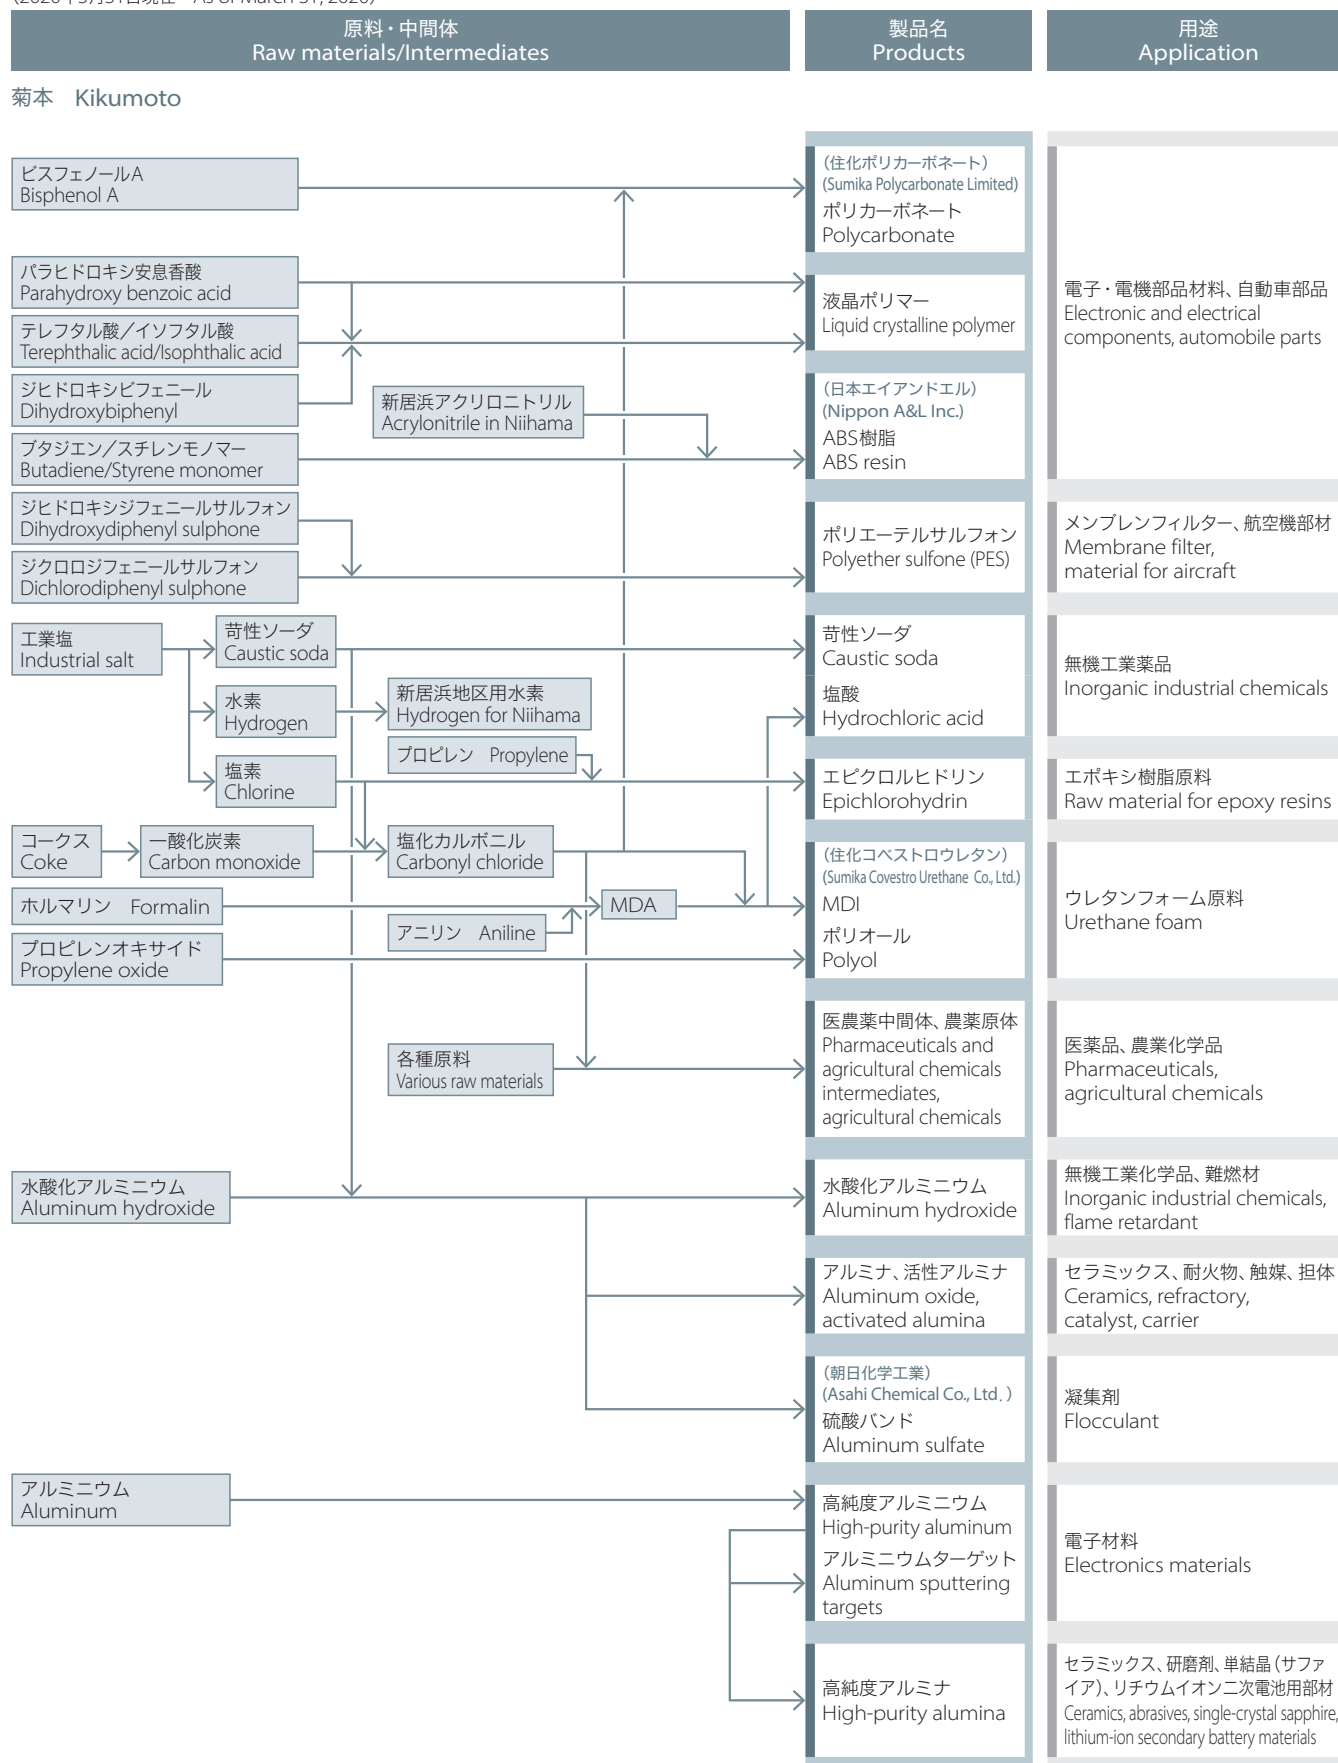 原料・中間体
Raw materials/Intermediates
製品名
Products
用途
Application
菊本 Kikumoto
ビスフェノールA
Bisphenol A
(住化ポリカーボネート)
(Sumika Polycarbonate Limited)
ポリカーボネート
Polycarbonate
パラヒドロキシ安息香酸
Parahydroxy benzoic acid
テレフタル酸／イソフタル酸
Terephthalic acid/Isophthalic acid
ジヒドロキシビフェニール
Dihydroxybiphenyl
液晶ポリマー
Liquid crystalline polymer
電子・電機部品材料、自動車部品
Electronic and electrical
components, automobile parts
新居浜アクリロニトリル
Acrylonitrile in Niihama
ブタジエン／スチレンモノマー
Butadiene/Styrene monomer
(日本エイアンドエル)
(Nippon A&L Inc.)
ABS樹脂
ABS resin
ジヒドロキシジフェニールサルフォン
Dihydroxydiphenyl sulphone
ジクロロジフェニールサルフォン
Dichlorodiphenyl sulphone
ポリエーテルサルフォン
Polyether sulfone (PES)
メンブレンフィルター、航空機部材
Membrane filter,
material for aircraft
工業塩
Industrial salt
苛性ソーダ
Caustic soda
苛性ソーダ
Caustic soda
無機工業薬品
Inorganic industrial chemicals
水素
Hydrogen
新居浜地区用水素
Hydrogen for Niihama
塩酸
Hydrochloric acid
プロピレン Propylene
塩素
Chlorine
エピクロルヒドリン
Epichlorohydrin
エポキシ樹脂原料
Raw material for epoxy resins
コークス
Coke
一酸化炭素
Carbon monoxide
塩化カルボニル
Carbonyl chloride
(住化コベストロウレタン)
(Sumika Covestro Urethane Co., Ltd.)
MDI
ポリオール
Polyol
ウレタンフォーム原料
Urethane foam
ホルマリン Formalin
MDA
アニリン Aniline
プロピレンオキサイド
Propylene oxide
各種原料
Various raw materials
医農薬中間体、農薬原体
Pharmaceuticals and
agricultural chemicals
intermediates,
agricultural chemicals
医薬品、農業化学品
Pharmaceuticals,
agricultural chemicals
水酸化アルミニウム
Aluminum hydroxide
水酸化アルミニウム
Aluminum hydroxide
無機工業化学品、難燃材
Inorganic industrial chemicals,
flame retardant
アルミナ、活性アルミナ
Aluminum oxide,
activated alumina
セラミックス、耐火物、触媒、担体
Ceramics, refractory,
catalyst, carrier
(朝日化学工業)
(Asahi Chemical Co., Ltd.)
硫酸バンド
Aluminum sulfate
凝集剤
Flocculant
アルミニウム
Aluminum
高純度アルミニウム
High-purity aluminum
アルミニウムターゲット
Aluminum sputtering
targets
電子材料
Electronics materials
高純度アルミナ
High-purity alumina
セラミックス、研磨剤、単結晶(サファ
イア)、リチウムイオン二次電池用部材
Ceramics, abrasives, single-crystal sapphire,
lithium-ion secondary battery materials